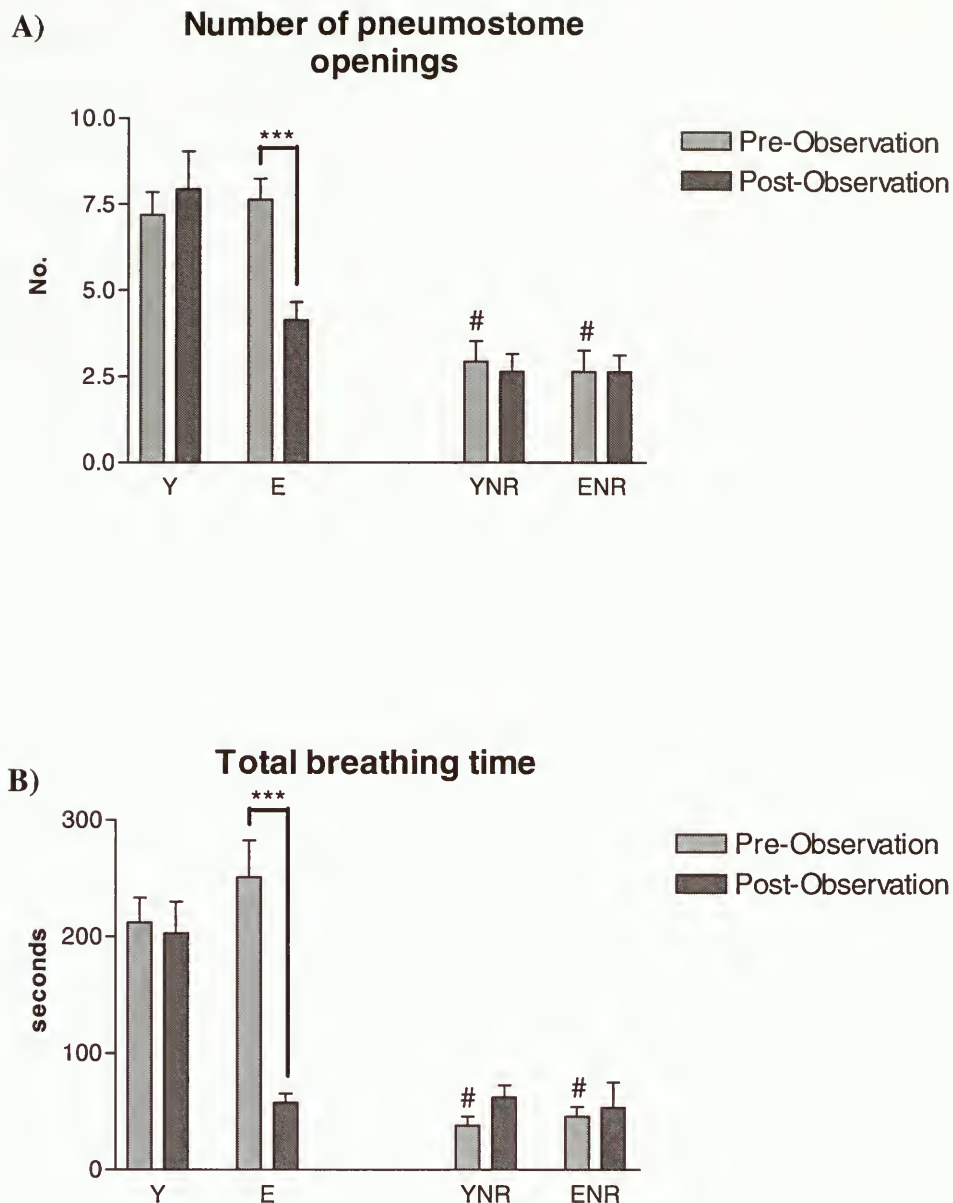 A)
Number of pneumostome
openings
***
Pre-Observation
Post-Observation
10.0
7.5
5.0
2.5
0.0
No.
#
#
Y
E
YNR
ENR
B)
Total breathing time
***
Pre-Observation
Post-Observation
300
200
100
0
seconds
#
#
Y
E
YNR
ENR